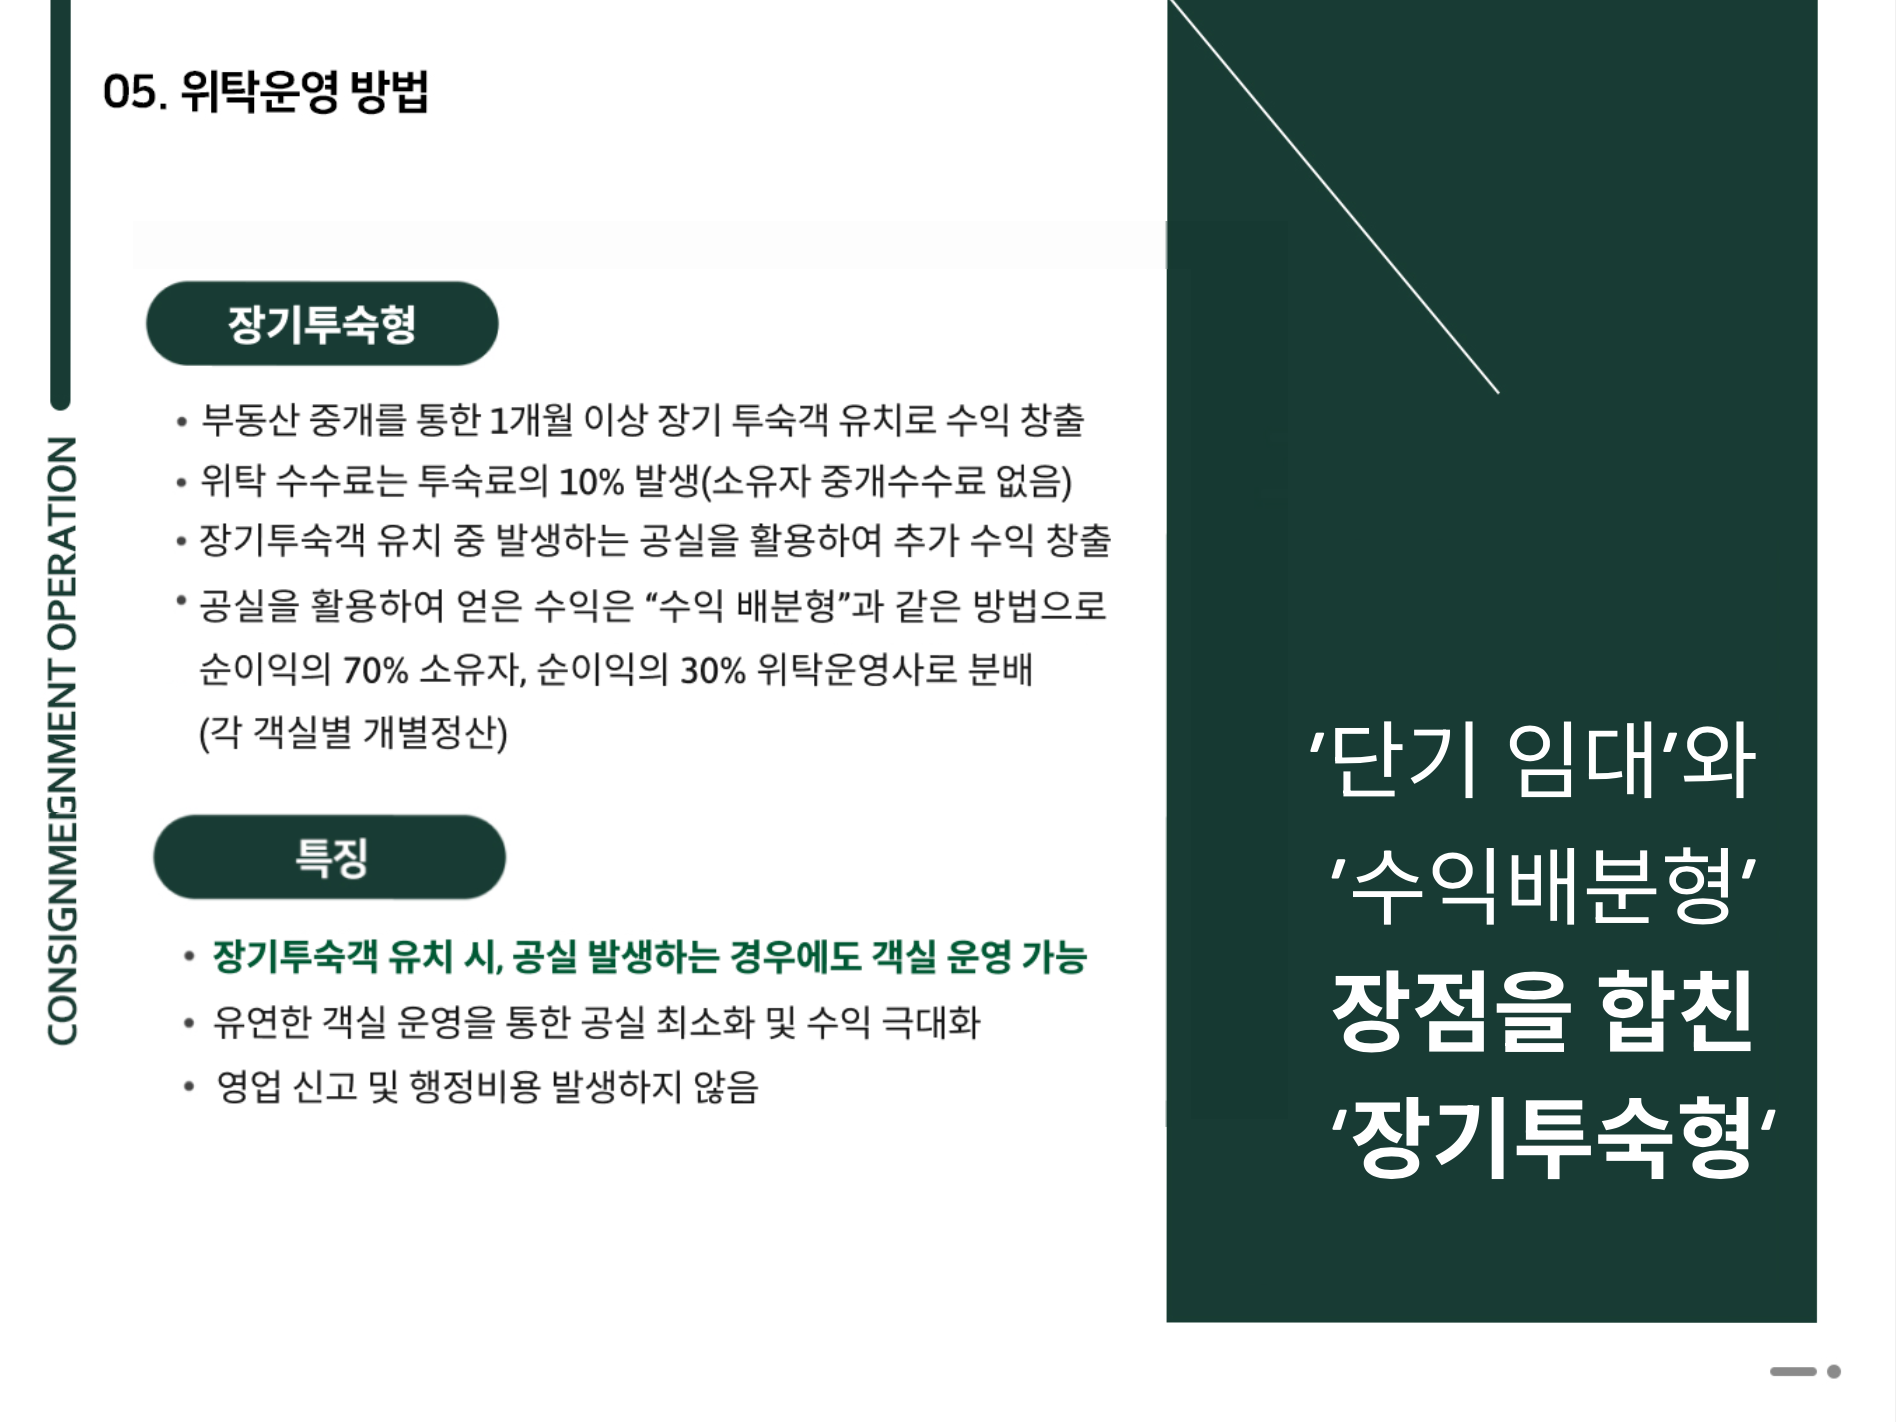 05. 위탁운영 방법
장기투숙형
• 부동산 중개를 통한 1개월 이상 장기 투숙객 유치로 수익 창출
• 위탁 수수료는 투숙료의 10% 발생(소유자 중개수수료 없음)
• 장기투숙객 유치 중 발생하는 공실을 활용하여 추가 수익 창출
• 공실을 활용하여 얻은 수익은 “수익 배분형”과 같은 방법으로
순이익의 70% 소유자, 순이익의 30% 위탁운영사로 분배
(각 객실별 개별정산)
특징
• 장기투숙객 유치 시, 공실 발생하는 경우에도 객실 운영 가능
• 유연한 객실 운영을 통한 공실 최소화 및 수익 극대화
• 영업 신고 및 행정비용 발생하지 않음
‘단기 임대’와
‘수익배분형’
장점을 합친
‘장기투숙형‘